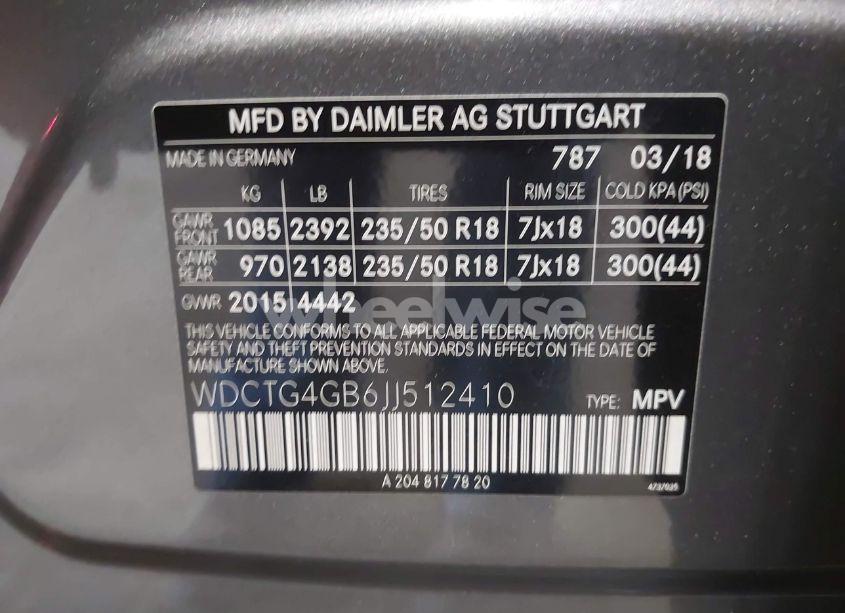 MFD BY DAIMLER AG STUTTGART
MADE IN GERMANY 787 03/18
KG LB TIRES RIM SIZE COLD KPA (PSI)
GAWR FRONT 1085 2392 235/50 R18 7Jx18 300(44)
GAWR REAR 970 2138 235/50 R18 7Jx18 300(44)
GVWR 2015 4442
wheelwise
THIS VEHICLE CONFORMS TO ALL APPLICABLE FEDERAL MOTOR VEHICLE
SAFETY AND THEFT PREVENTION STANDARDS IN EFFECT ON THE DATE OF
MANUFACTURE SHOWN ABOVE.
WDCTG4GB6JJ512410 TYPE: MPV
A 204 817 78 20